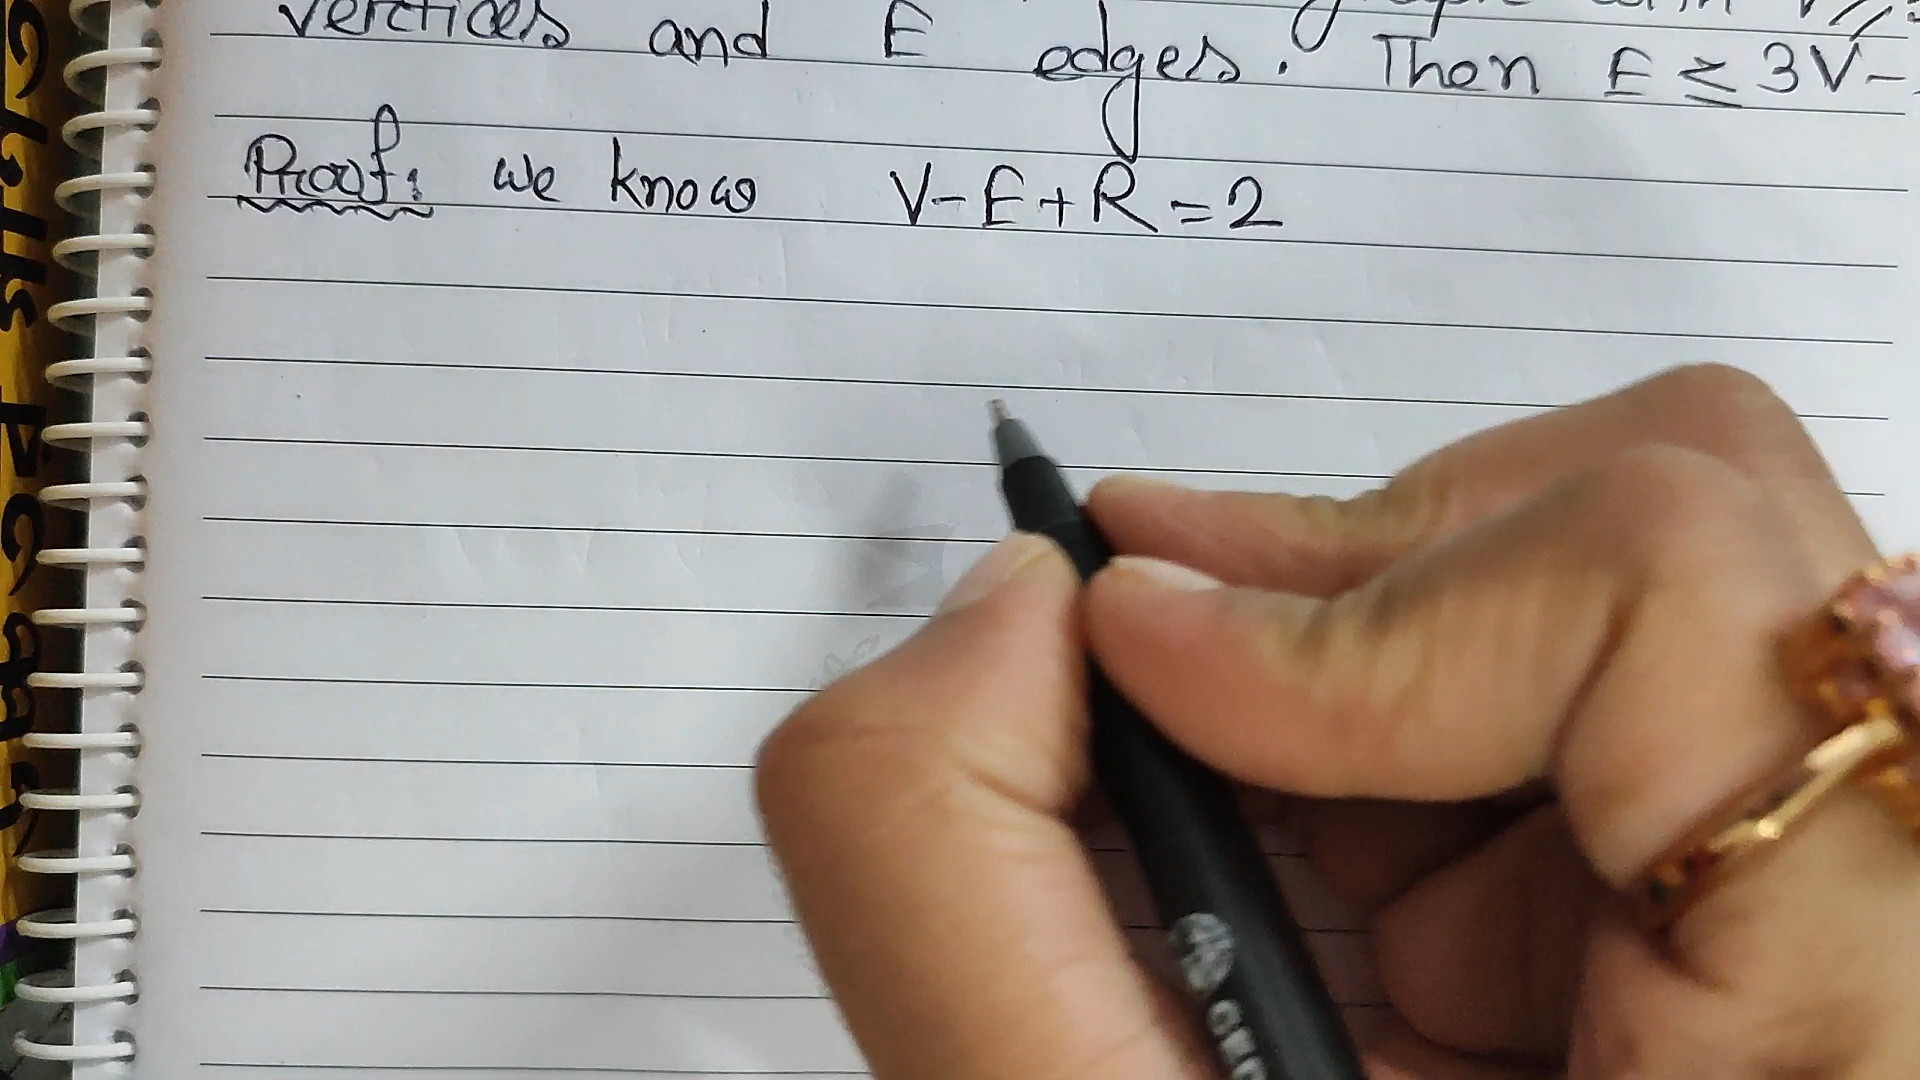 vertices and E edges. Then E ≤ 3V-
Proof: we know V-E+R=2